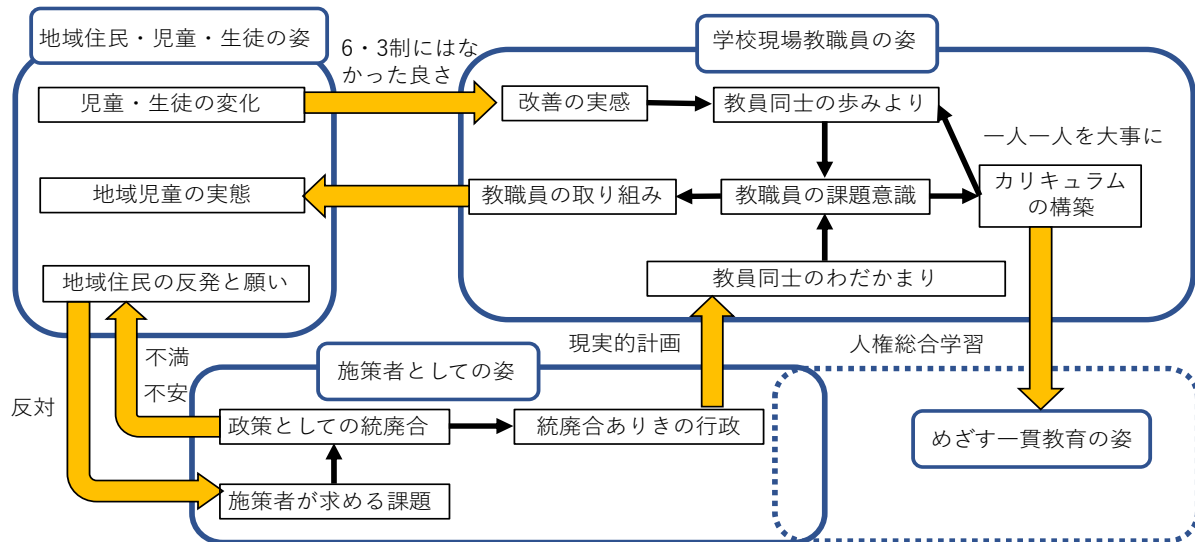 地域住民・児童・生徒の姿
6・3制にはな
かった良さ
学校現場教職員の姿
児童・生徒の変化
改善の実感
教員同士の歩みより
一人一人を大事に
地域児童の実態
教職員の取り組み
教職員の課題意識
カリキュラム
の構築
地域住民の反発と願い
教員同士のわだかまり
不満
不安
反対
施策者としての姿
現実的計画
人権総合学習
政策としての統廃合
統廃合ありきの行政
めざす一貫教育の姿
施策者が求める課題